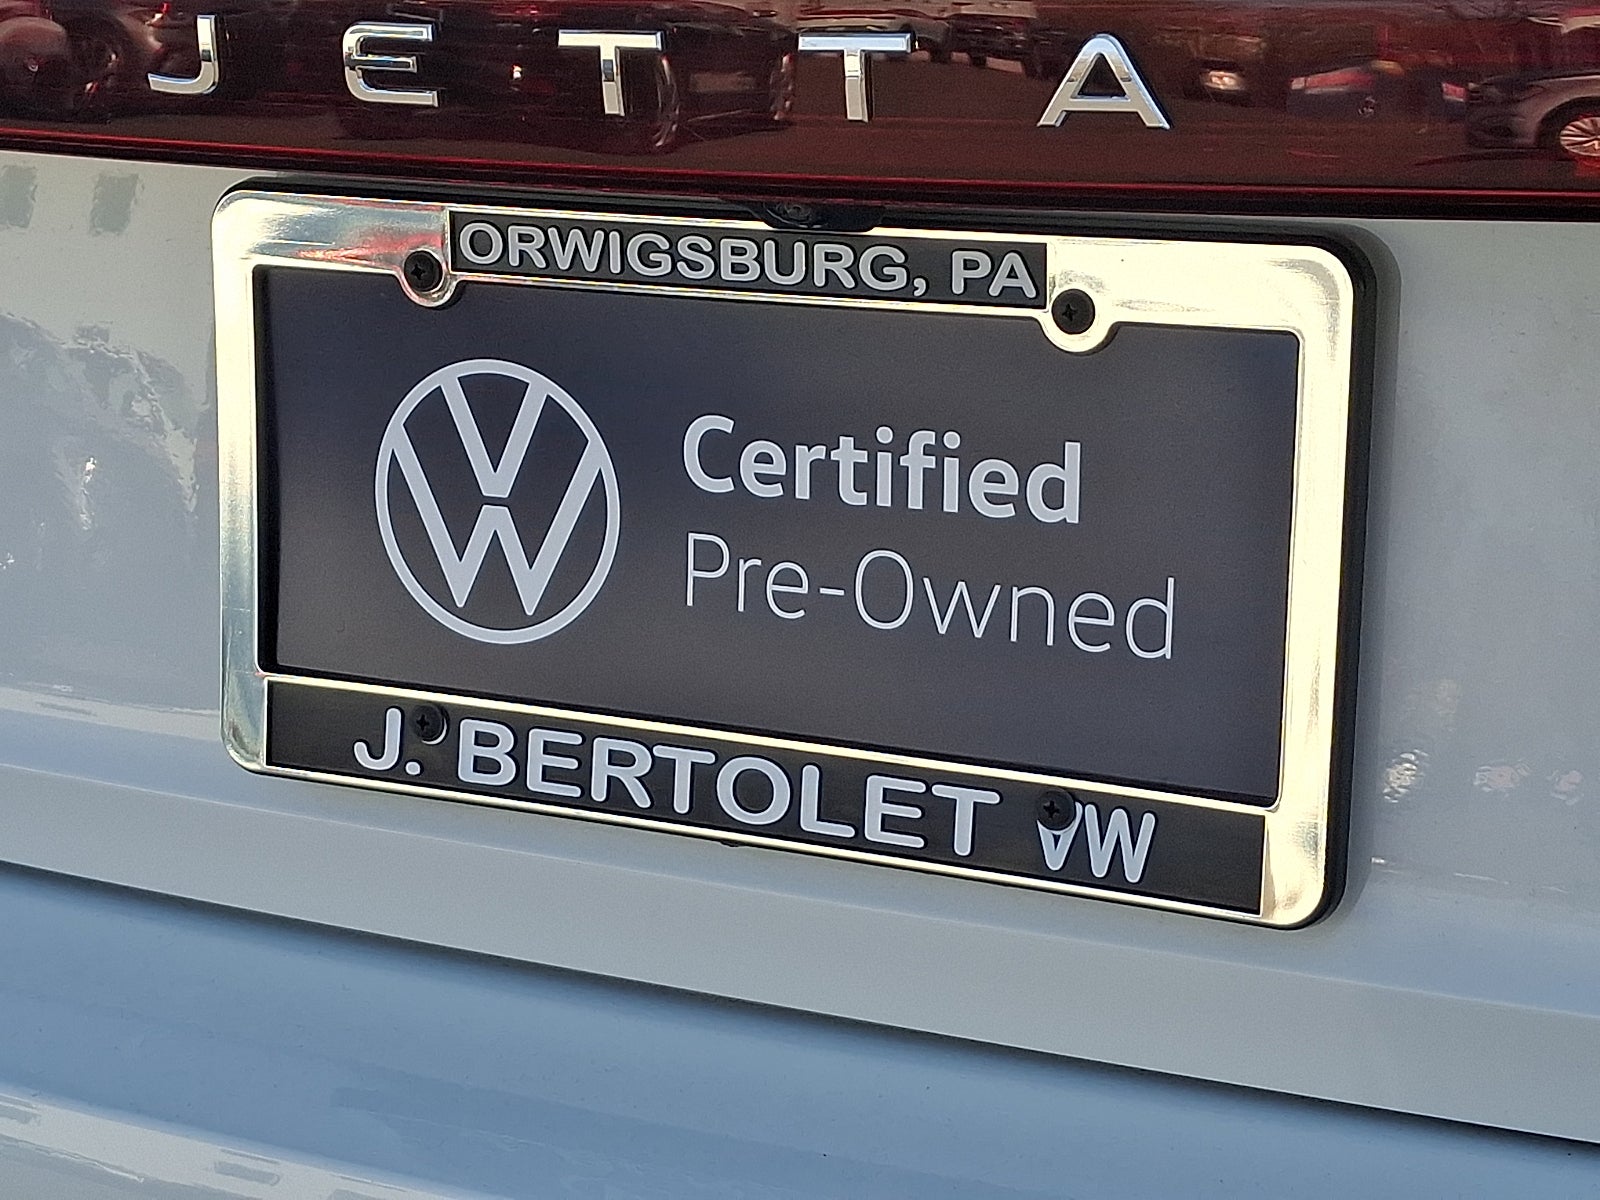 JETTA
ORWIGSBURG, PA
Certified
Pre-Owned
J. BERTOLET VW